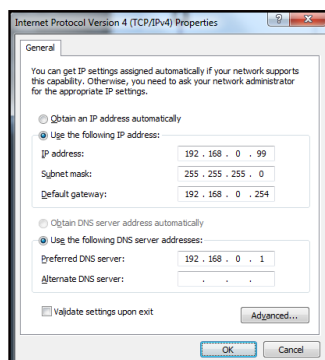 Internet Protocol Version 4 (TCP/IPv4) Properties
General
You can get IP settings assigned automatically if your network supports
this capability. Otherwise, you need to ask your network administrator
for the appropriate IP settings.
Obtain an IP address automatically
Use the following IP address:
IP address: 192 . 168 . 0 . 99
Subnet mask: 255 . 255 . 255 . 0
Default gateway: 192 . 168 . 0 . 254
Obtain DNS server address automatically
Use the following DNS server addresses:
Preferred DNS server: 192 . 168 . 0 . 1
Alternate DNS server: . . .
Validate settings upon exit
Advanced...
OK Cancel